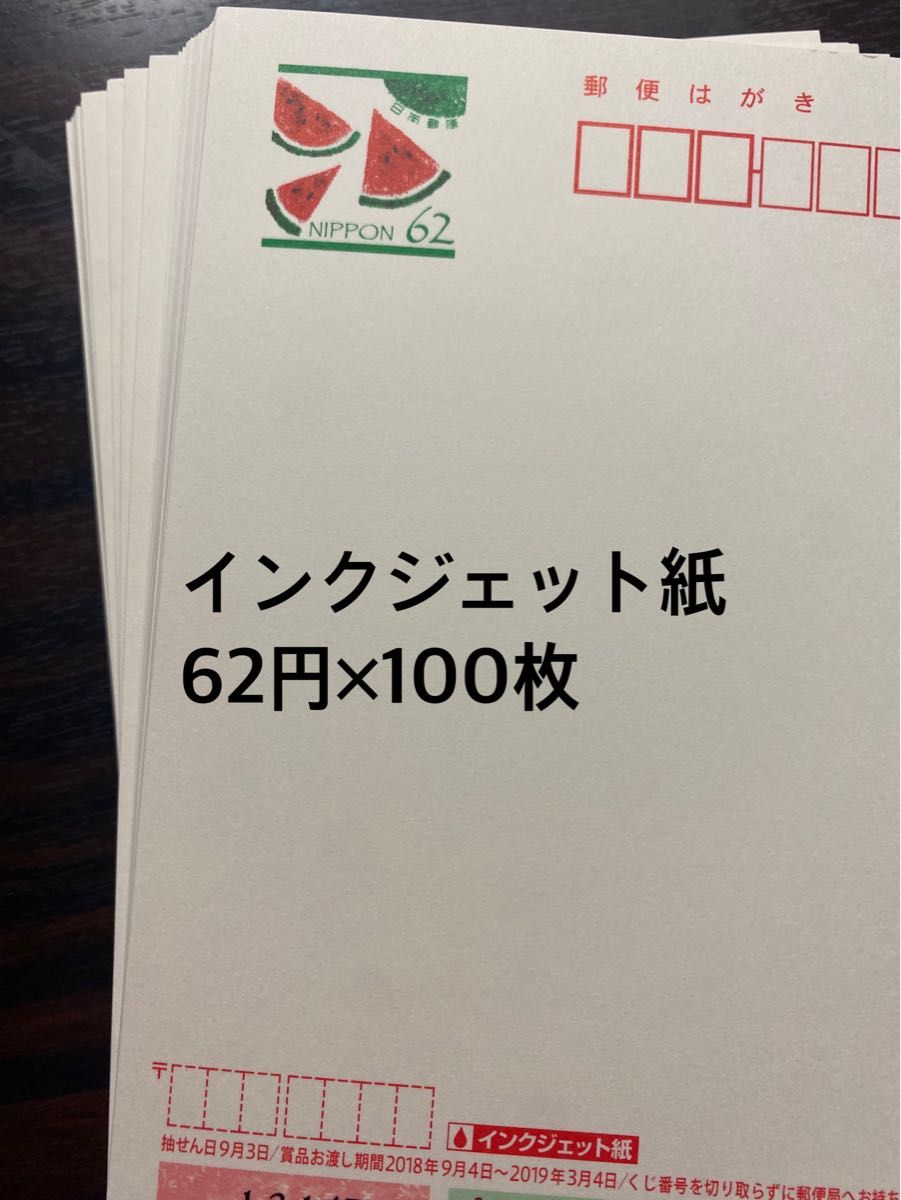 郵便はがき
日本郵便
NIPPON 62
インクジェット紙
62円×100枚
〒
インクジェット紙
抽せん日9月3日/賞品お渡し期間2018年9月4日～2019年3月4日/くじ番号を切り取らずに郵便局へお持ち